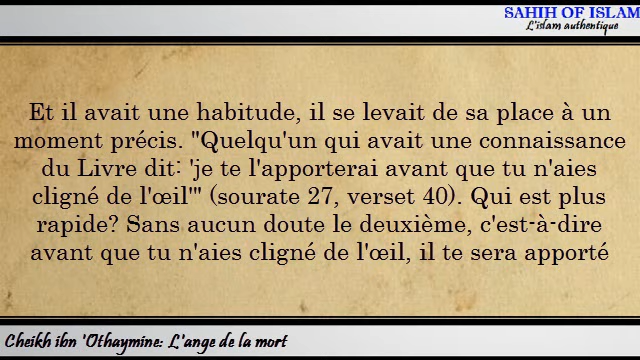 SAHIH OF ISLAM
L'islam authentique
Et il avait une habitude, il se levait de sa place à un
moment précis. "Quelqu'un qui avait une connaissance
du Livre dit: 'je te l'apporterai avant que tu n'aies
cligné de l'œil'" (sourate 27, verset 40). Qui est plus
rapide? Sans aucun doute le deuxième, c'est-à-dire
avant que tu n'aies cligné de l'œil, il te sera apporté
Cheikh ibn 'Othaymine: L'ange de la mort